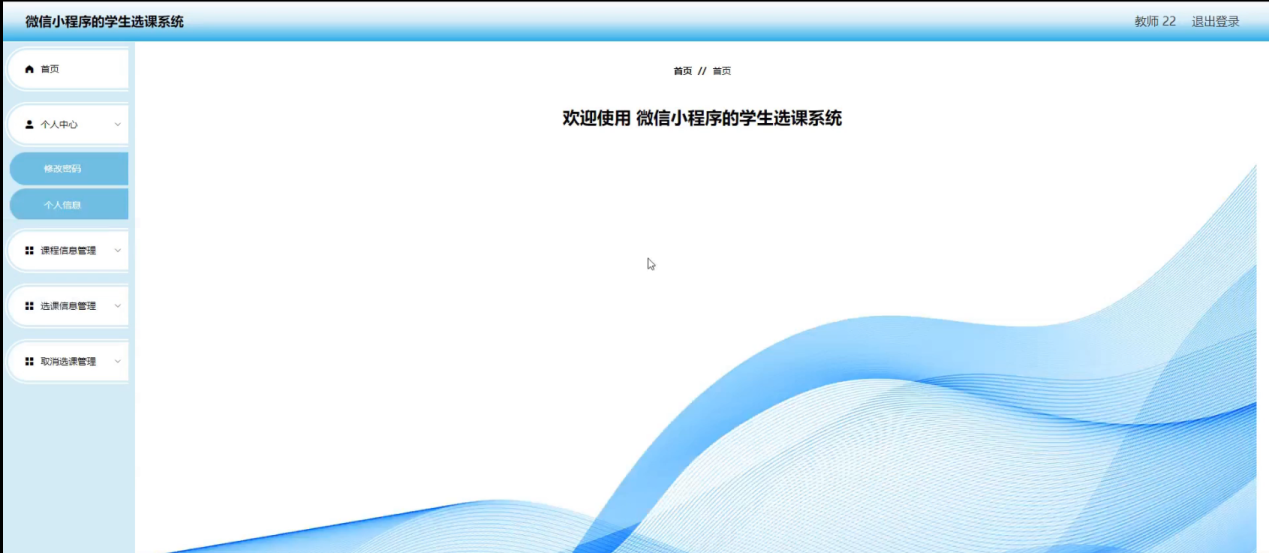 微信小程序的学生选课系统
教师 22 退出登录
首页
个人中心
修改密码
个人信息
课程信息管理
选课信息管理
取消选课管理
首页 // 首页
欢迎使用 微信小程序的学生选课系统